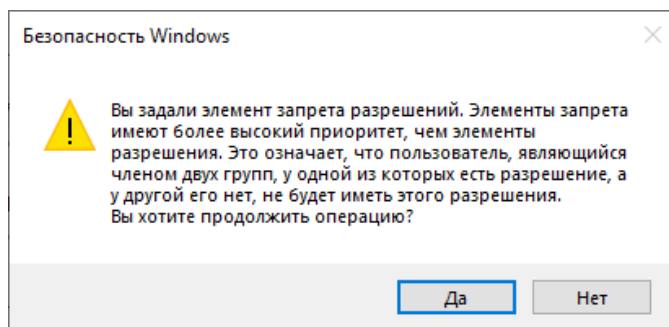 Безопасность Windows
Вы задали элемент запрета разрешений. Элементы запрета
имеют более высокий приоритет, чем элементы
разрешения. Это означает, что пользователь, являющийся
членом двух групп, у одной из которых есть разрешение, а
у другой его нет, не будет иметь этого разрешения.
Вы хотите продолжить операцию?
Да
Нет